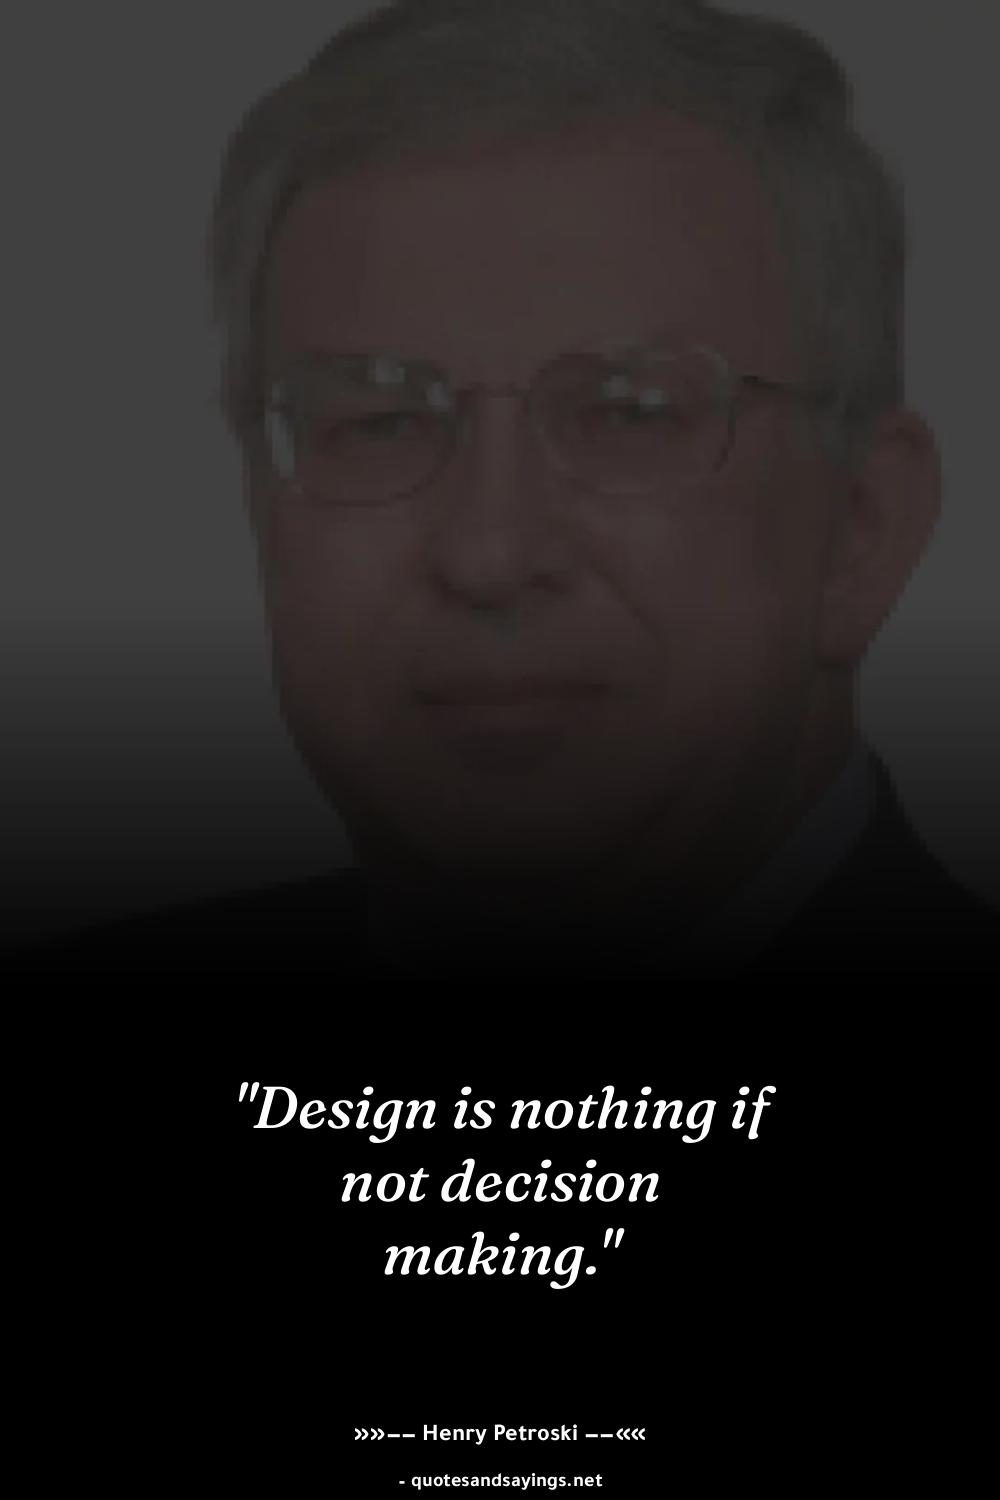 "Design is nothing if
not decision
making."
»»–– Henry Petroski ––««
- quotesandsayings.net